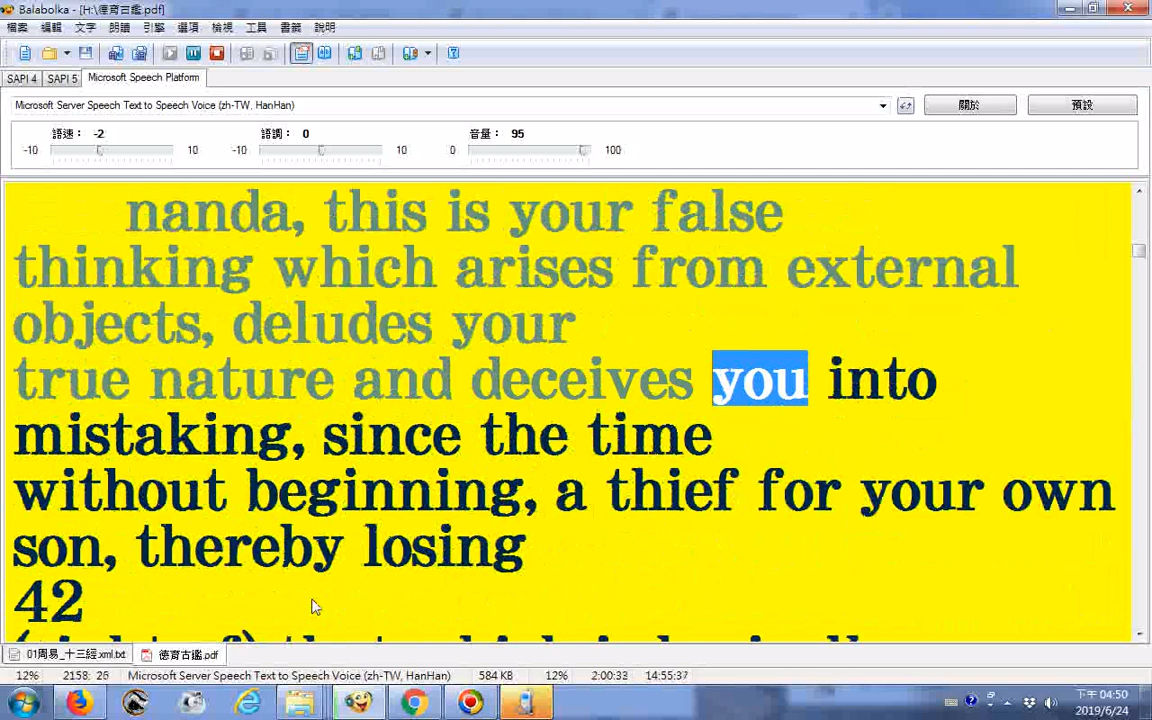 Balabolka - [H:\德育古鑑.pdf]
檔案 編輯 文字 朗讀 引擎 選項 檢視 工具 書籤 說明
SAPI 4 SAPI 5 Microsoft Speech Platform
Microsoft Server Speech Text to Speech Voice (zh-TW, HanHan) 關於 預設
語速： -2 語調： 0 音量： 95
-10 10 -10 10 0 100
nanda, this is your false
thinking which arises from external
objects, deludes your
true nature and deceives you into
mistaking, since the time
without beginning, a thief for your own
son, thereby losing
42
01周易_十三經.xml.txt 德育古鑑.pdf
12% 2158: 26 Microsoft Server Speech Text to Speech Voice (zh-TW, HanHan) 584 KB 12% 2:00:33 14:55:37
下午 04:50
2019/6/24